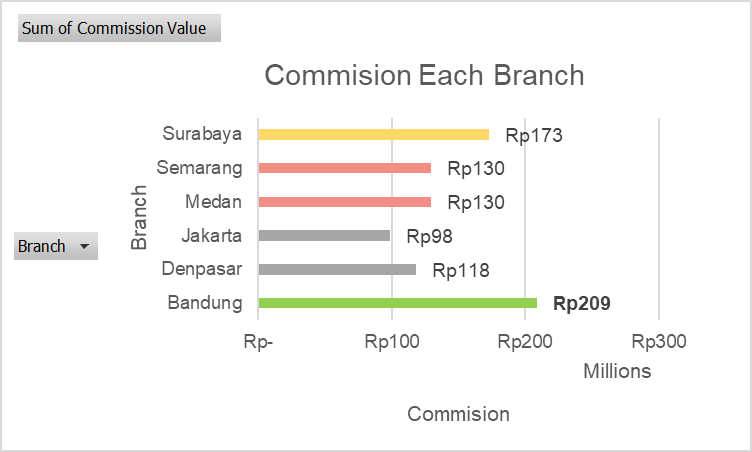 Sum of Commission Value
Commision Each Branch
Surabaya Rp173
Semarang Rp130
Medan Rp130
Jakarta Rp98
Denpasar Rp118
Bandung Rp209
Branch
Branch
Rp- Rp100 Rp200 Rp300
Millions
Commision